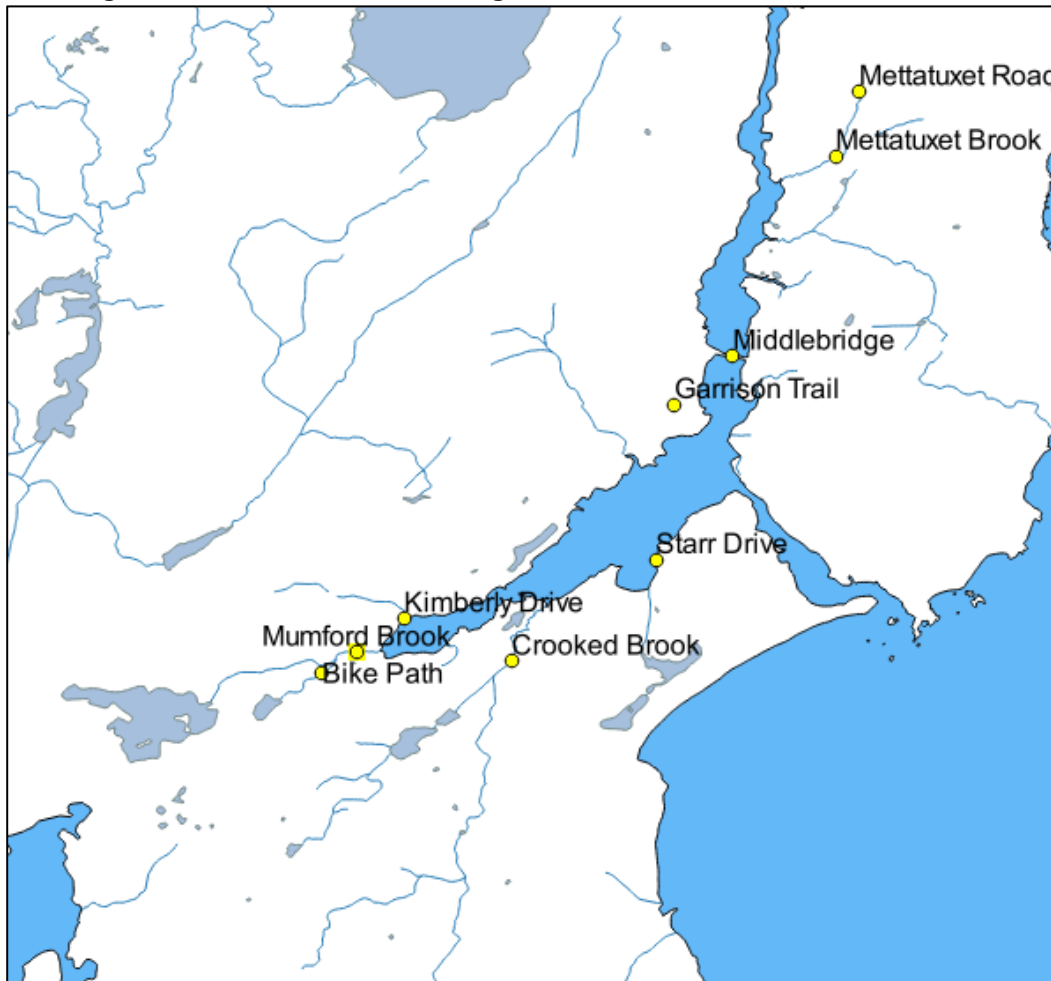 Mettatuxet Road
Mettatuxet Brook
Middlebridge
Garrison Trail
Starr Drive
Kimberly Drive
Mumford Brook
Crooked Brook
Bike Path